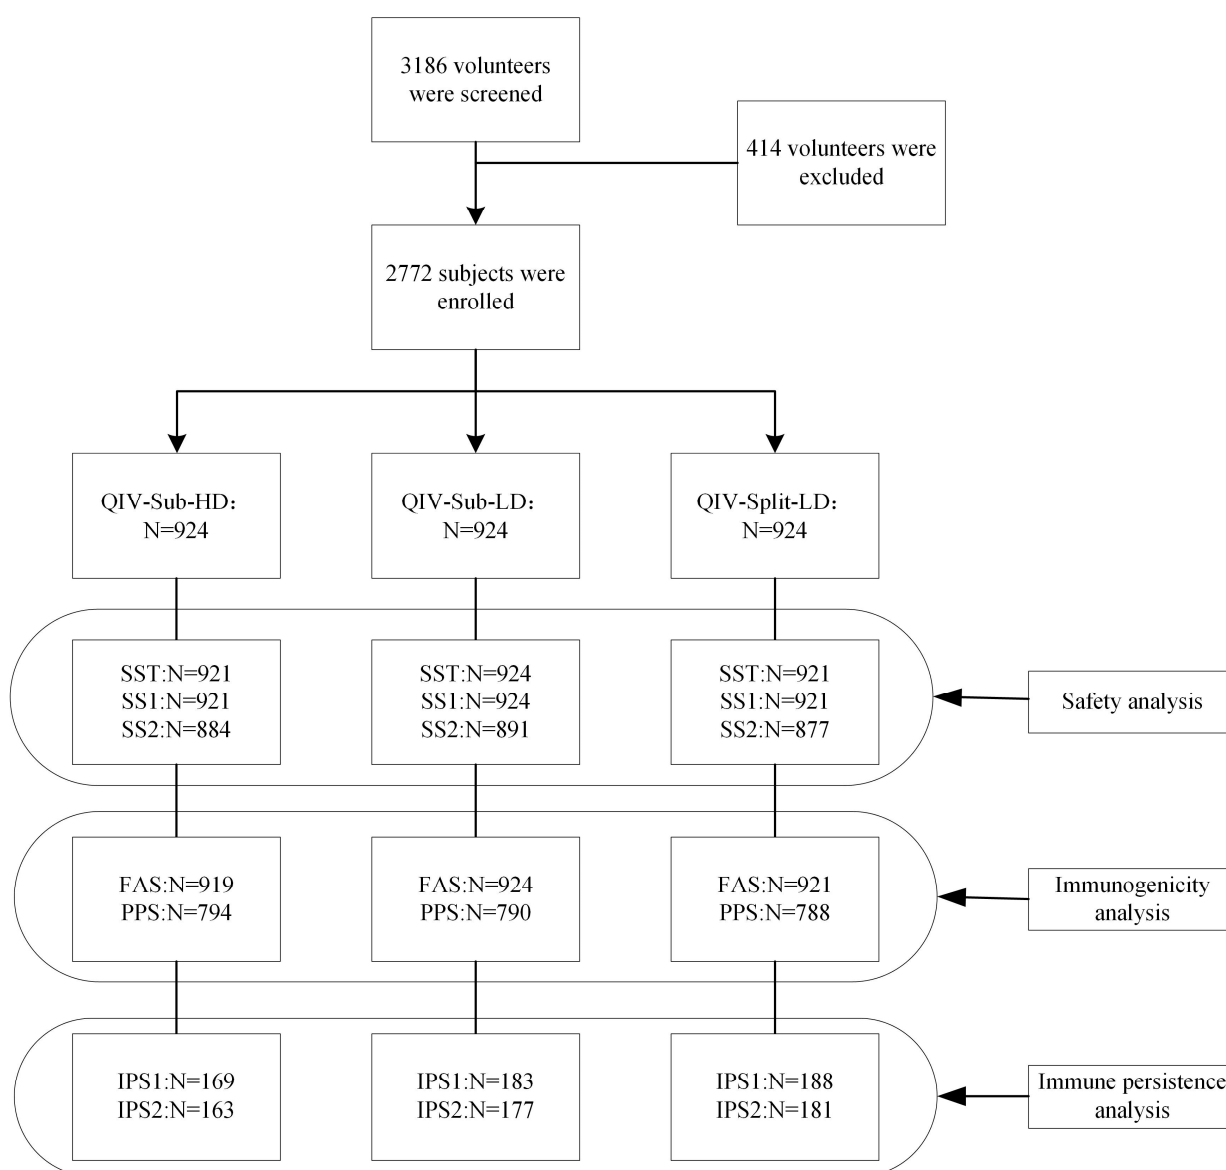 3186 volunteers
were screened
414 volunteers were
excluded
2772 subjects were
enrolled
QIV-Sub-HD：
N=924
QIV-Sub-LD：
N=924
QIV-Split-LD：
N=924
SST:N=921
SS1:N=921
SS2:N=884
SST:N=924
SS1:N=924
SS2:N=891
SST:N=921
SS1:N=921
SS2:N=877
Safety analysis
FAS:N=919
PPS:N=794
FAS:N=924
PPS:N=790
FAS:N=921
PPS:N=788
Immunogenicity
analysis
IPS1:N=169
IPS2:N=163
IPS1:N=183
IPS2:N=177
IPS1:N=188
IPS2:N=181
Immune persistence
analysis